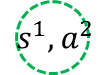 s¹, a²